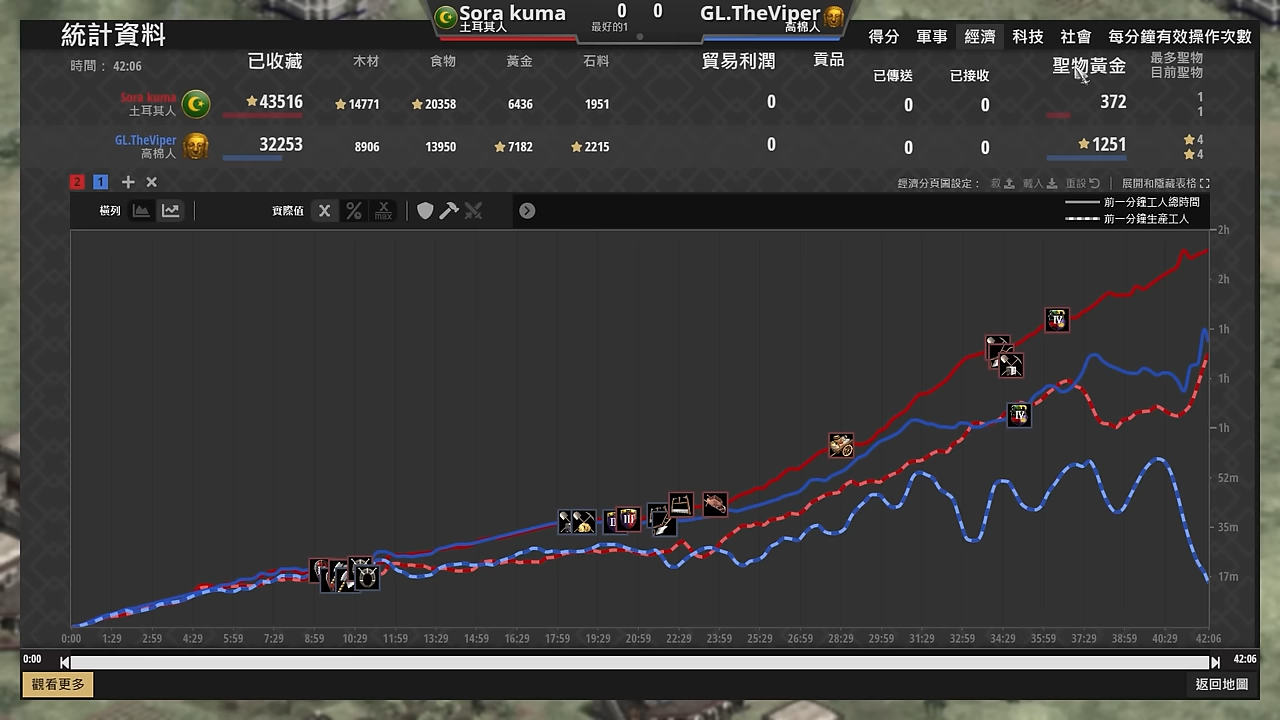 Sora kuma
土耳其人
0 0
最好的1
GL.TheViper
高棉人
統計資料
得分 軍事 經濟 科技 社會 每分鐘有效操作次數
時間： 42:06
已收藏 木材 食物 黃金 石料 貿易利潤 貢品 已傳送 已接收 聖物黃金 最多聖物
目前聖物
Sora kuma
土耳其人
43516 14771 20358 6436 1951 0 0 0 372 1
1
GL.TheViper
高棉人
32253 8906 13950 7182 2215 0 0 0 1251 4
4
2 1
經濟分頁圖設定： 載入 重設 展開和隱藏表格
橫列 實際值 X % X max
前一分鐘工人總時間
前一分鐘生產工人
2h
2h
1h
1h
1h
52m
35m
17m
III
IV
IV
0:00 1:29 2:59 4:29 5:59 7:29 8:59 10:29 11:59 13:29 14:59 16:29 17:59 19:29 20:59 22:29 23:59 25:29 26:59 28:29 29:59 31:29 32:59 34:29 35:59 37:29 38:59 40:29 42:06
0:00 42:06
觀看更多 返回地圖